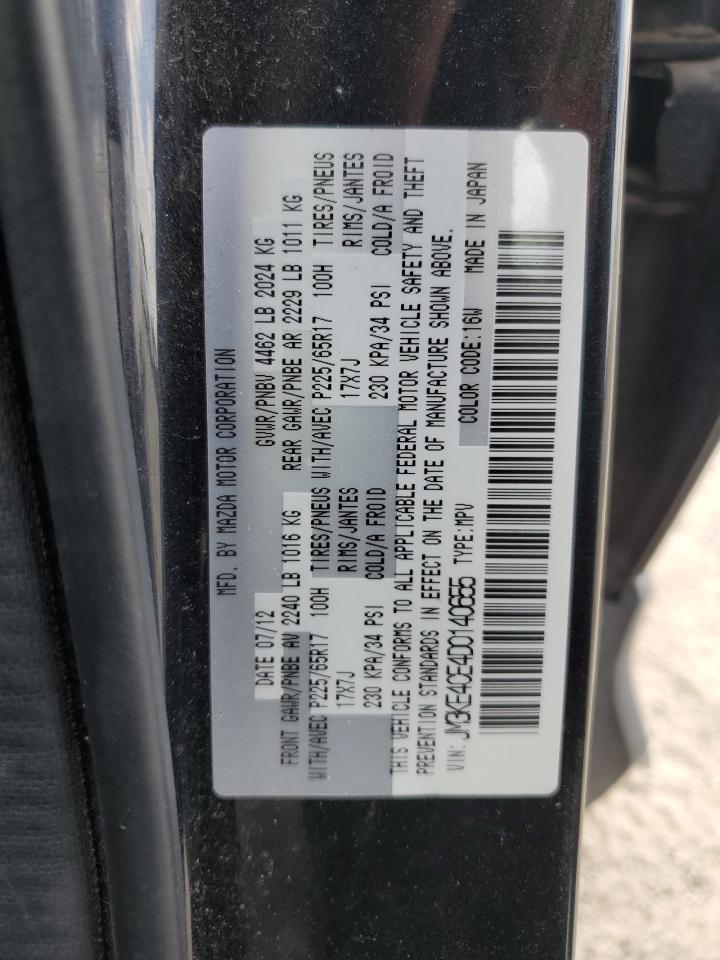 MFD. BY MAZDA MOTOR CORPORATION
DATE 07/12 GVWR/PNBV 4462 LB 2024 KG
FRONT GAWR/PNBE AV 2240 LB 1016 KG REAR GAWR/PNBE AR 2229 LB 1011 KG
WITH/AVEC P225/65R17 100H TIRES/PNEUS WITH/AVEC P225/65R17 100H TIRES/PNEUS
17X7J RIMS/JANTES 17X7J RIMS/JANTES
230 KPA/34 PSI COLD/A FROID 230 KPA/34 PSI COLD/A FROID
THIS VEHICLE CONFORMS TO ALL APPLICABLE FEDERAL MOTOR VEHICLE SAFETY AND THEFT
PREVENTION STANDARDS IN EFFECT ON THE DATE OF MANUFACTURE SHOWN ABOVE.
VIN: JM3KE4CE4D0140655 TYPE:MPV COLOR CODE:16W MADE IN JAPAN